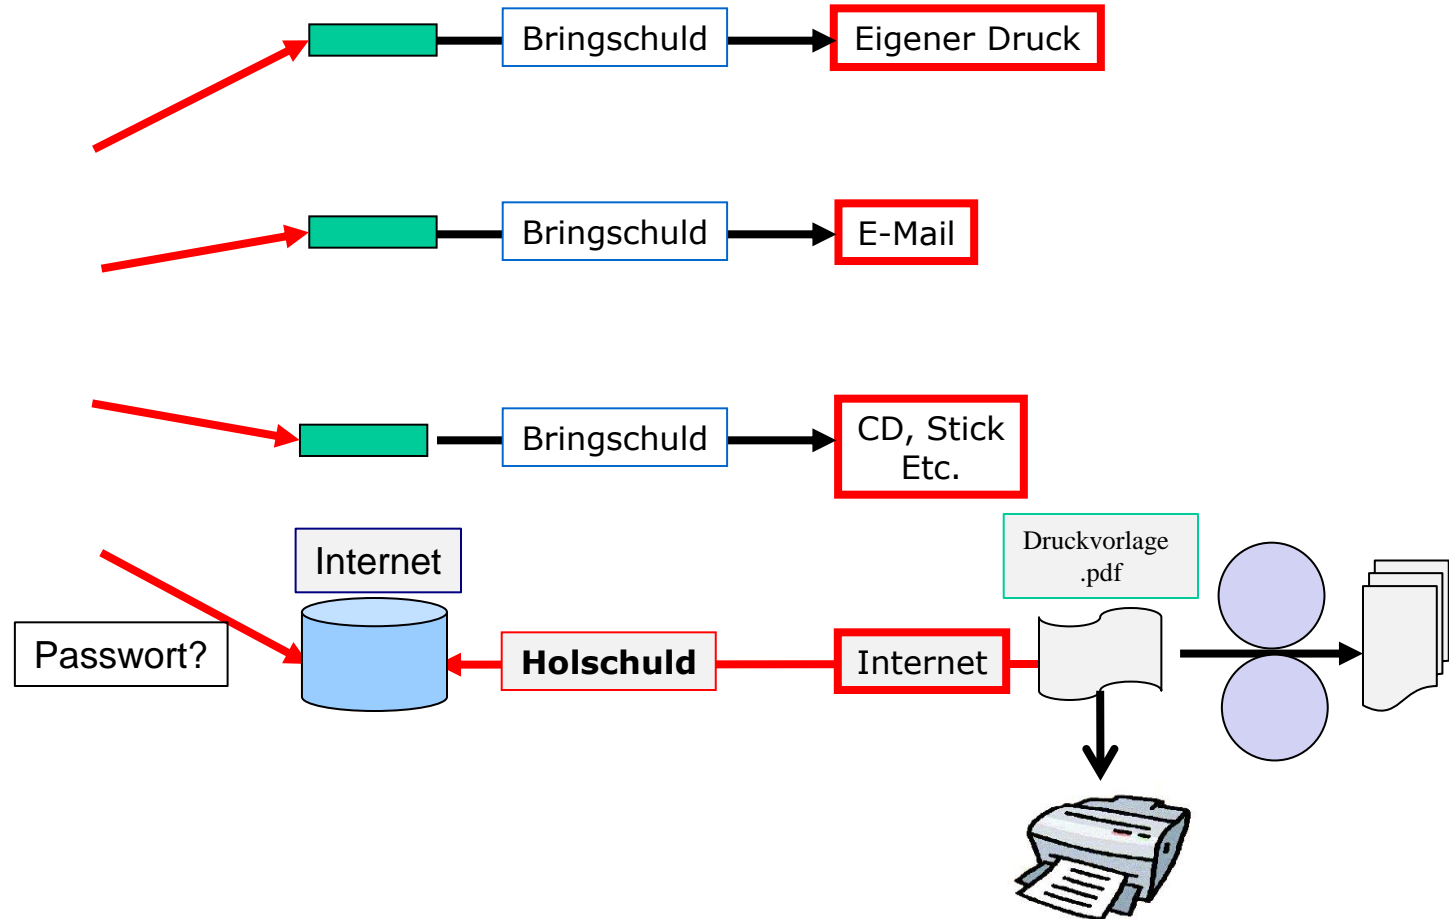 Bringschuld
Eigener Druck
Bringschuld
E-Mail
Bringschuld
CD, Stick
Etc.
Internet
Druckvorlage
.pdf
Passwort?
Holschuld
Internet